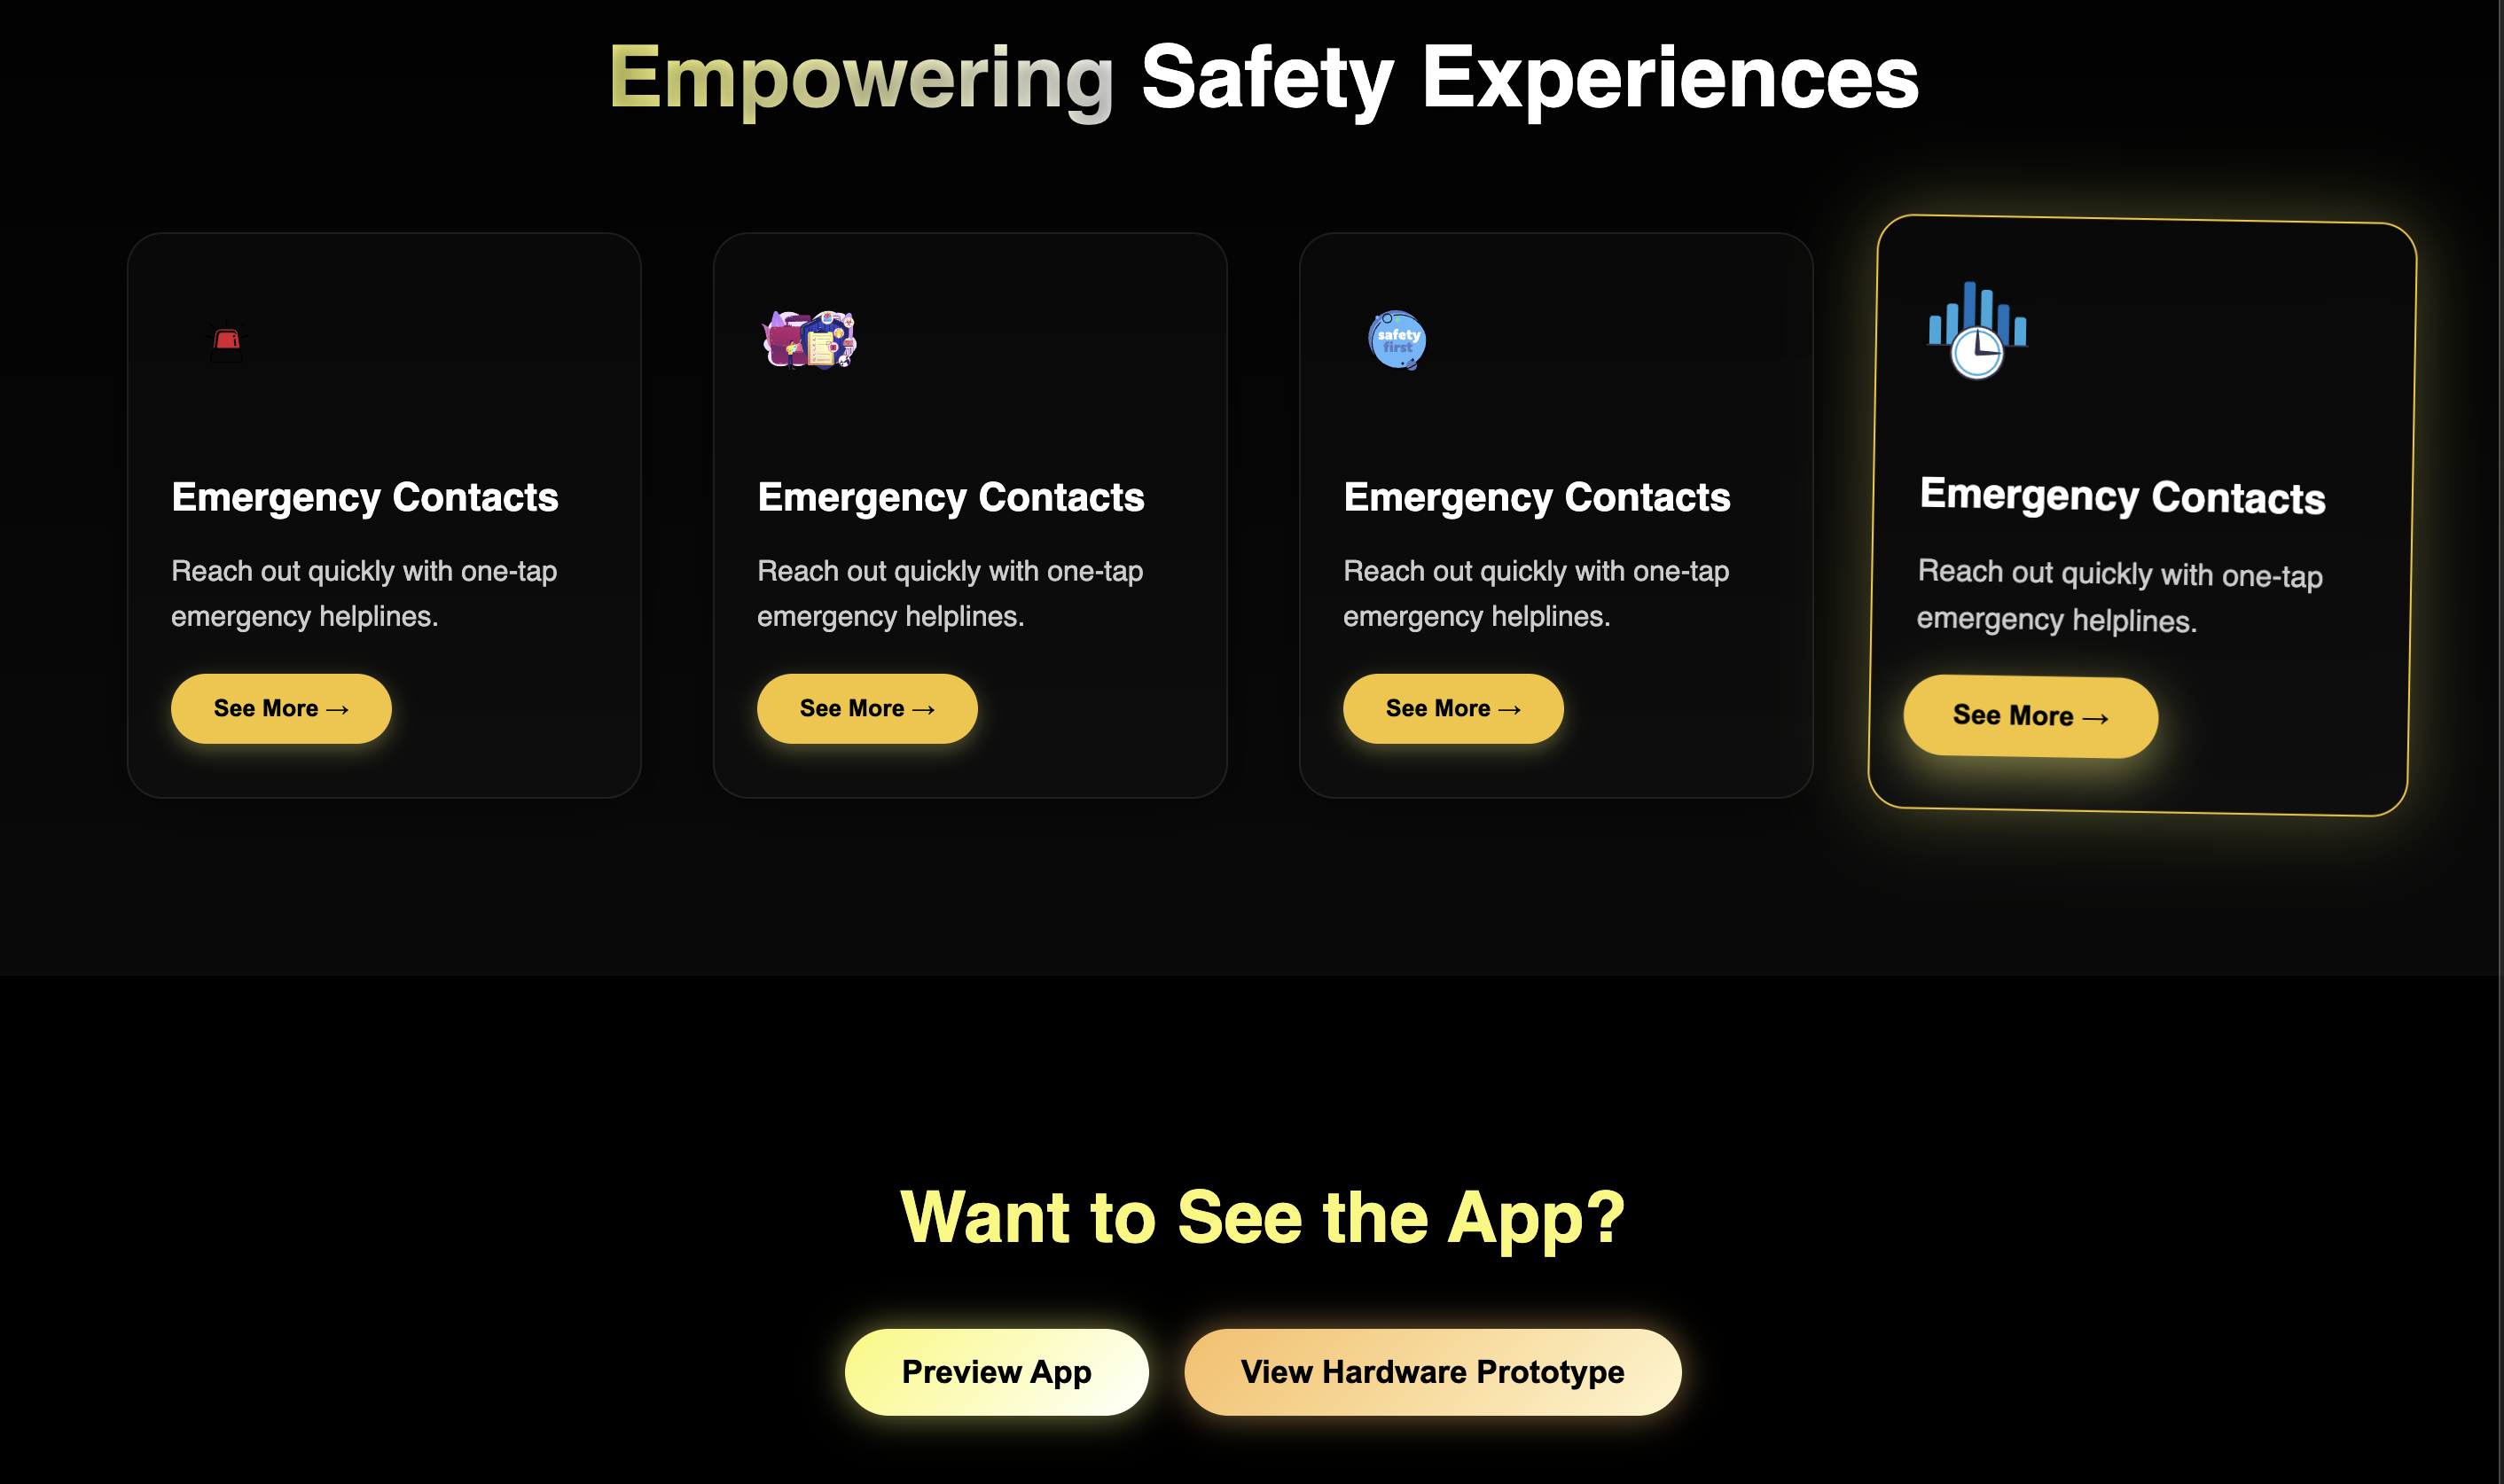 Empowering Safety Experiences
safety
first
Emergency Contacts
Reach out quickly with one-tap
emergency helplines.
See More →
Emergency Contacts
Reach out quickly with one-tap
emergency helplines.
See More →
Emergency Contacts
Reach out quickly with one-tap
emergency helplines.
See More →
Emergency Contacts
Reach out quickly with one-tap
emergency helplines.
See More →
Want to See the App?
Preview App
View Hardware Prototype